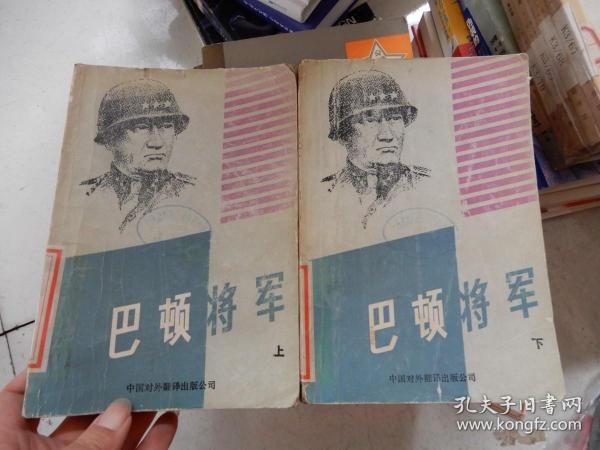 巴顿将军
上
中国对外翻译出版公司
巴顿将军
下
中国对外翻译出版公司
孔夫子旧书网
www.kongfz.com